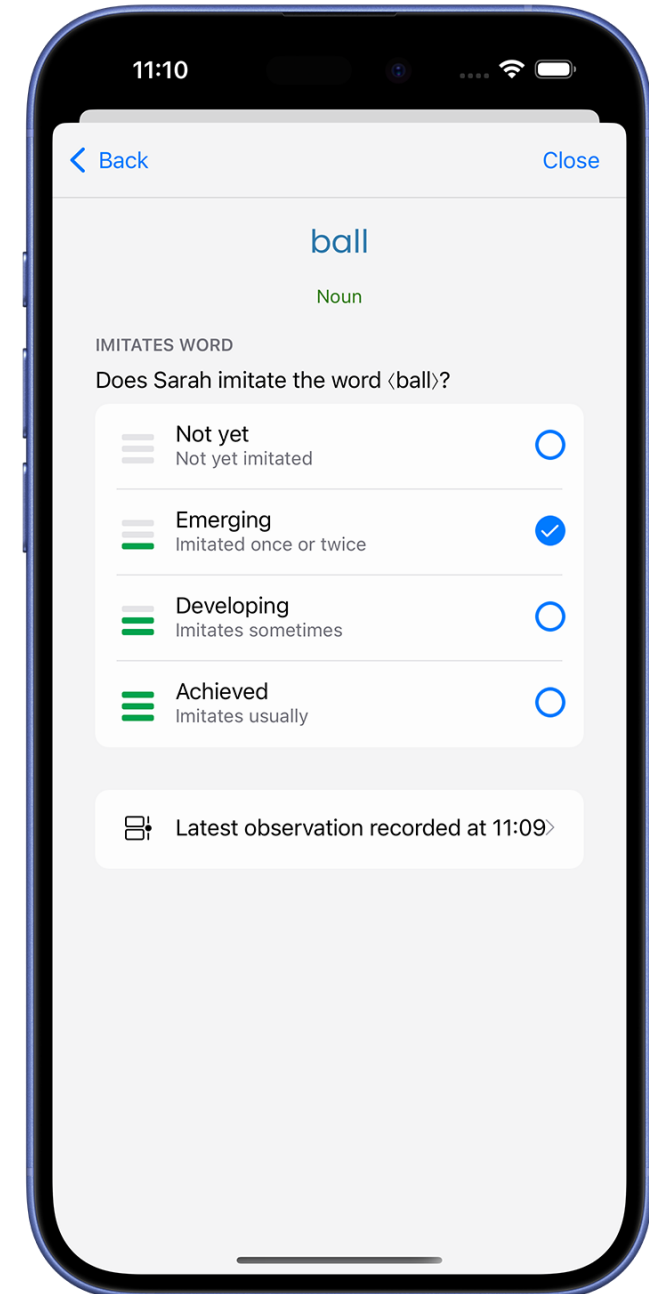 11:10
Back
Close
ball
Noun
IMITATES WORD
Does Sarah imitate the word 〈ball〉?
Not yet
Not yet imitated
Emerging
Imitated once or twice
Developing
Imitates sometimes
Achieved
Imitates usually
Latest observation recorded at 11:09